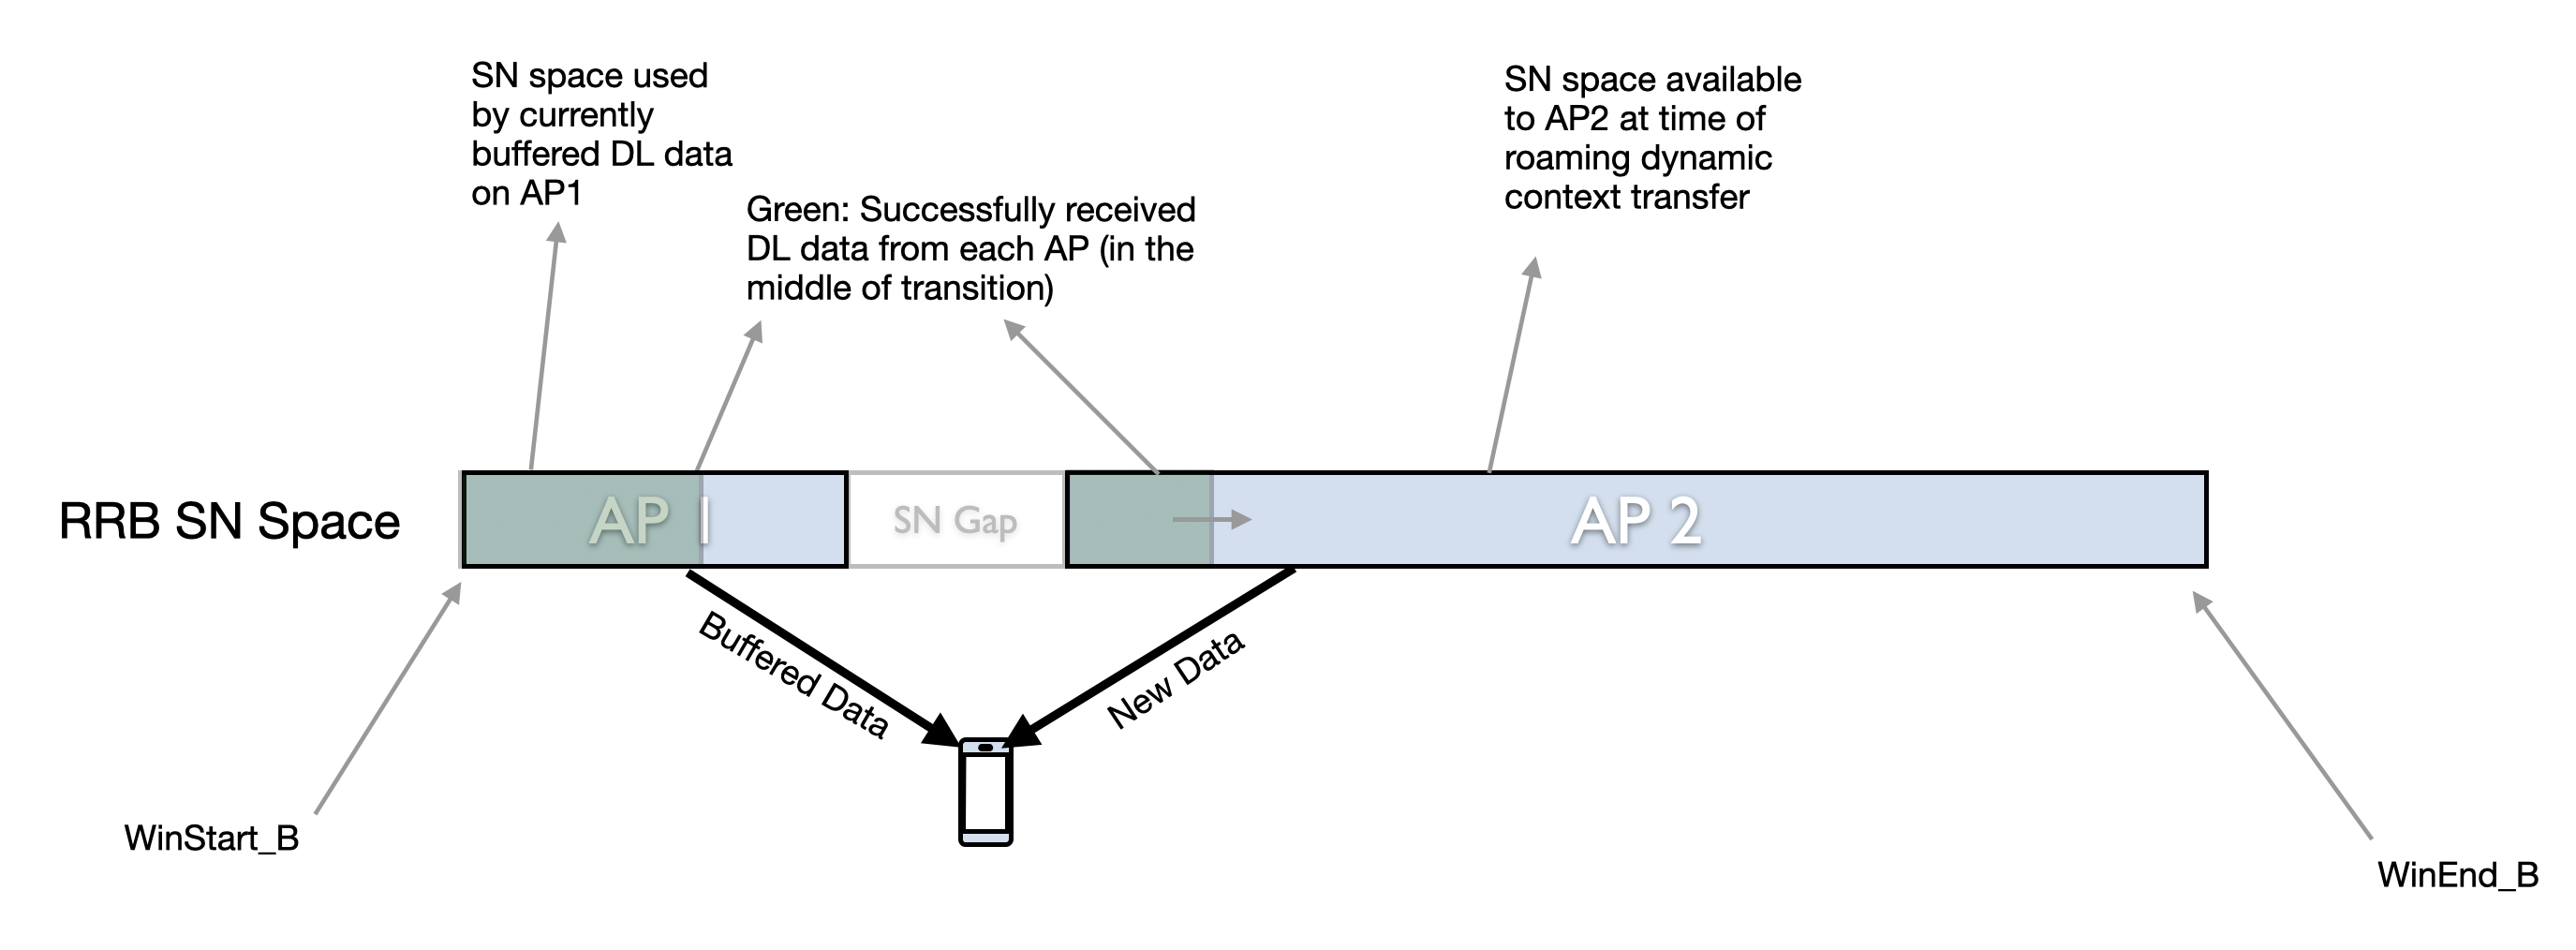 SN space used
by currently
buffered DL data
on AP1
SN space available
to AP2 at time of
roaming dynamic
context transfer
Green: Successfully received
DL data from each AP (in the
middle of transition)
RRB SN Space
AP 1
SN Gap
AP 2
Buffered Data
New Data
WinStart_B
WinEnd_B